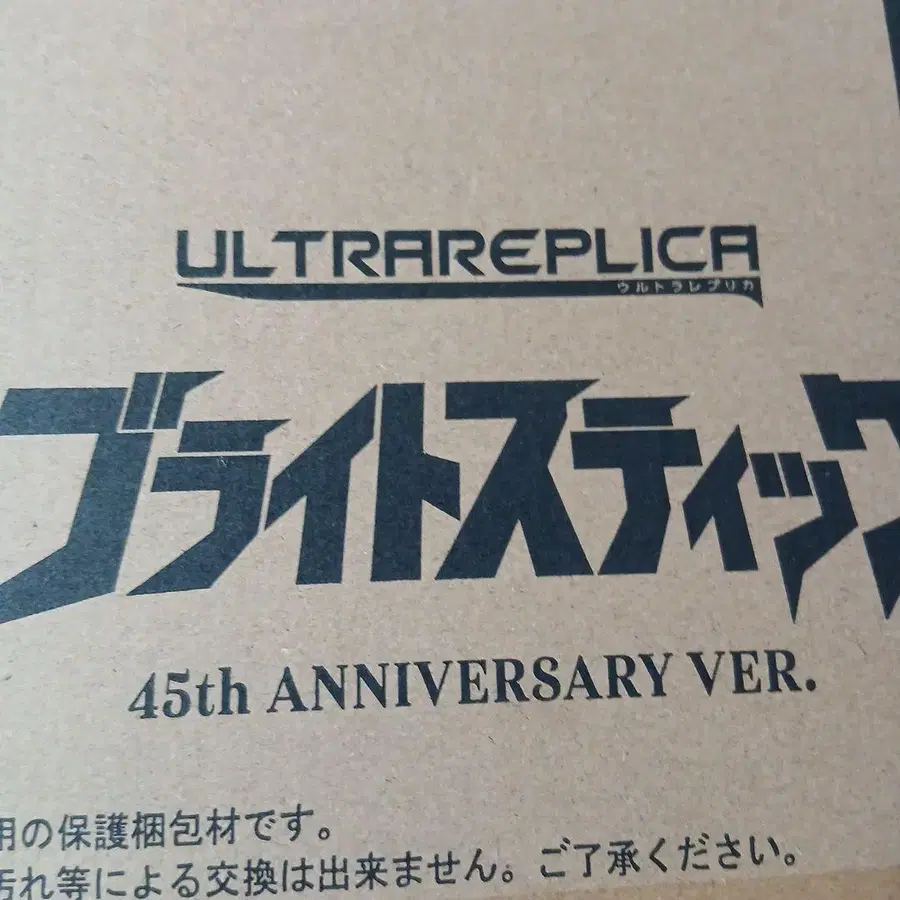 ULTRAREPLICA
ウルトラレプリカ
ブライトスティック
45th ANNIVERSARY VER.
用の保護梱包材です。
汚れ等による交換は出来ません。ご了承ください。